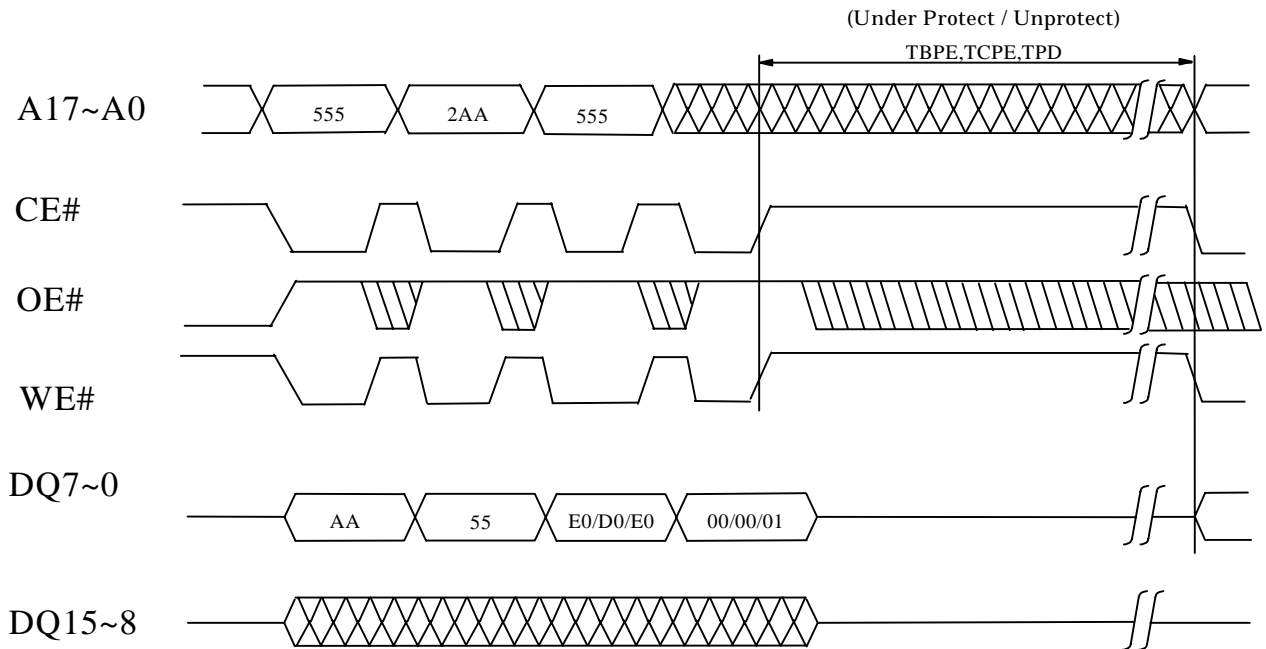 (Under Protect / Unprotect)
TBPE,TCPE,TPD
A17~A0
555
2AA
555
CE#
OE#
WE#
DQ7~0
AA
55
E0/D0/E0
00/00/01
DQ15~8